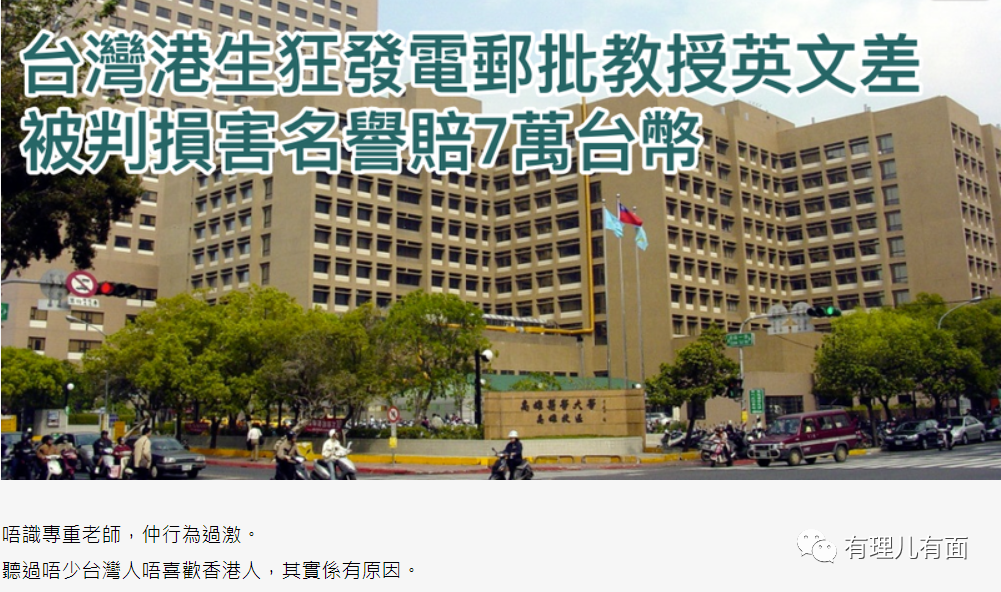 台灣港生狂發電郵批教授英文差
被判損害名譽賠7萬台幣
高雄醫學大學
唔識專重老師，仲行為過激。
聽過唔少台灣人唔喜歡香港人，其實係有原因。
有理儿有面